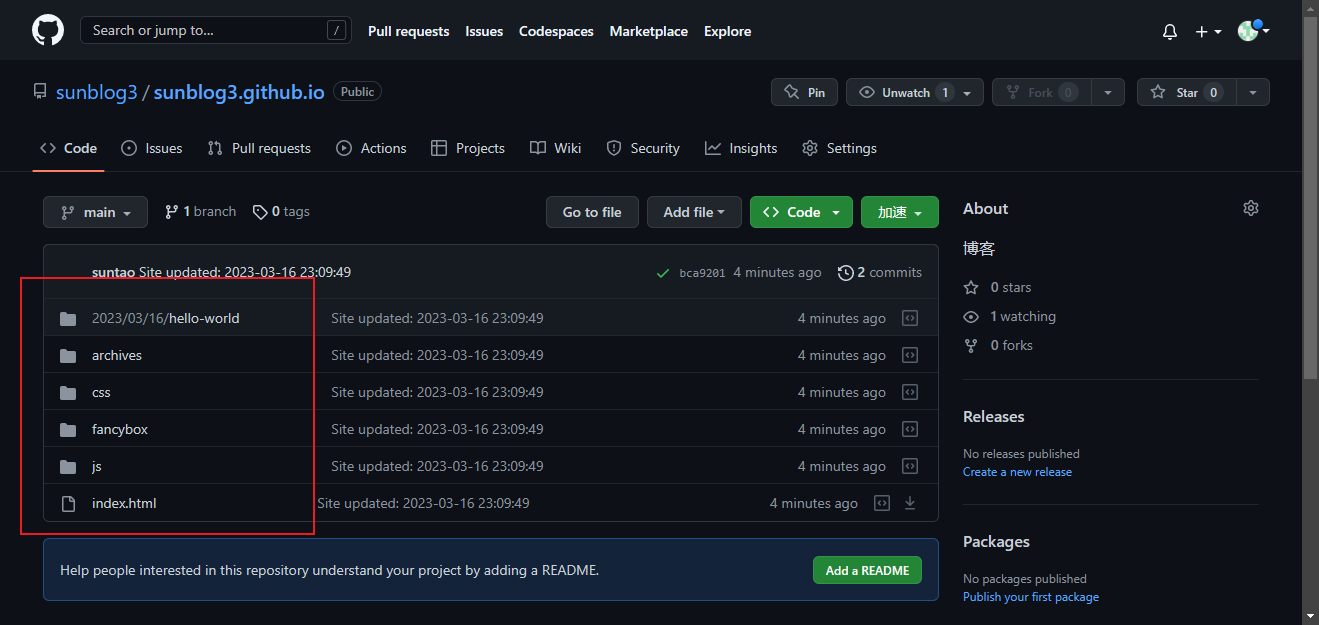 Search or jump to... /
Pull requests Issues Codespaces Marketplace Explore
sunblog3 / sunblog3.github.io Public
Pin Unwatch 1 Fork 0 Star 0
Code Issues Pull requests Actions Projects Wiki Security Insights Settings
main 1 branch 0 tags Go to file Add file Code 加速
suntao Site updated: 2023-03-16 23:09:49 bca9201 4 minutes ago 2 commits
2023/03/16/hello-world Site updated: 2023-03-16 23:09:49 4 minutes ago
archives Site updated: 2023-03-16 23:09:49 4 minutes ago
css Site updated: 2023-03-16 23:09:49 4 minutes ago
fancybox Site updated: 2023-03-16 23:09:49 4 minutes ago
js Site updated: 2023-03-16 23:09:49 4 minutes ago
index.html Site updated: 2023-03-16 23:09:49 4 minutes ago
Help people interested in this repository understand your project by adding a README. Add a README
About
博客
0 stars
1 watching
0 forks
Releases
No releases published
Create a new release
Packages
No packages published
Publish your first package